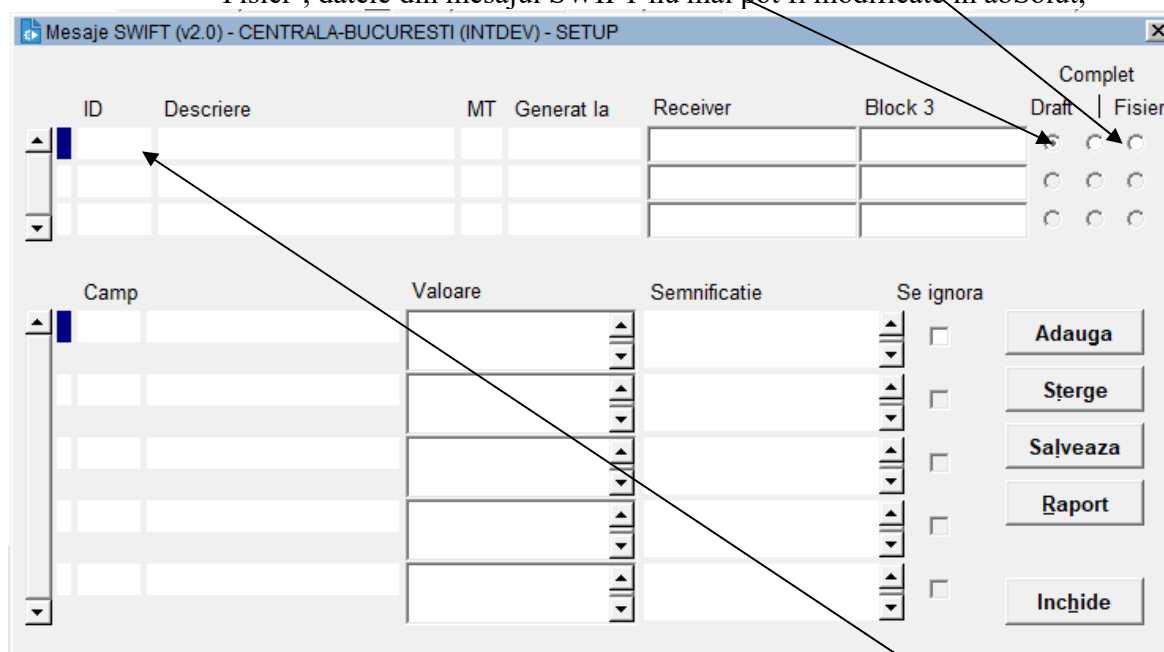 Fisier", datele din mesajul SWIFT nu mai pot fi modificate in abSolut,
Mesaje SWIFT (v2.0) - CENTRALA-BUCURESTI (INTDEV) - SETUP
Complet
ID Descriere MT Generat la Receiver Block 3 Draft | Fisier
Camp Valoare Semnificatie Se ignora
Adauga
Sterge
Salveaza
Raport
Inchide